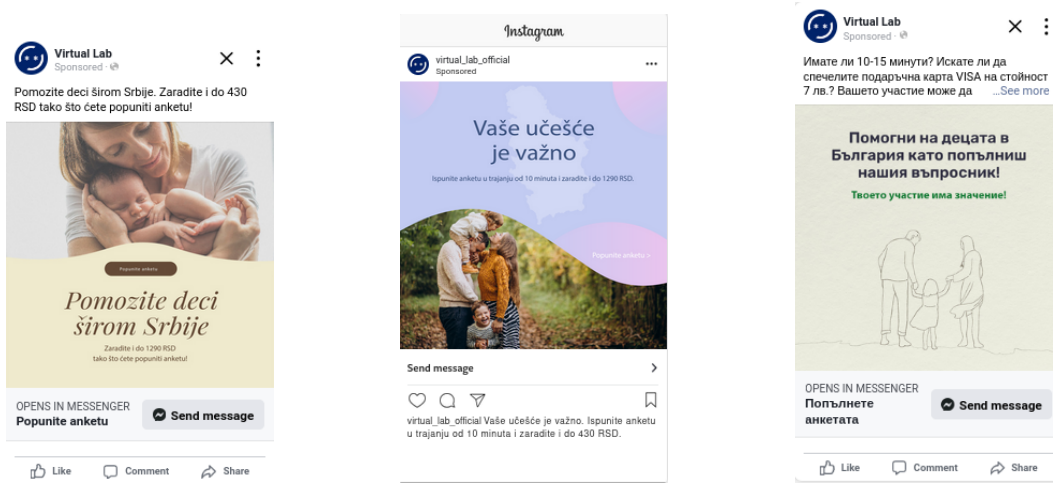 Virtual Lab
Sponsored ·
Pomozite deci širom Srbije. Zaradite i do 430
RSD tako što ćete popuniti anketu!
Popunite anketu
Pomozite deci
širom Srbije
Zaradite i do 1290 RSD
tako što ćete popuniti anketu!
OPENS IN MESSENGER
Popunite anketu
Send message
Like
Comment
Share
Instagram
virtual_lab_official
Sponsored
Vaše učešće
je važno
Ispunite anketu u trajanju od 10 minuta i zaradite i do 1290 RSD.
Popunite anketu >
Send message
virtual_lab_official Vaše učešće je važno. Ispunite anketu
u trajanju od 10 minuta i zaradite i do 430 RSD.
Virtual Lab
Sponsored ·
Имате ли 10-15 минути? Искате ли да
спечелите подаръчна карта VISA на стойност
7 лв.? Вашето участие може да ...See more
Помогни на децата в
България като попълниш
нашия въпросник!
Твоето участие има значение!
OPENS IN MESSENGER
Попълнете
анкетата
Send message
Like
Comment
Share